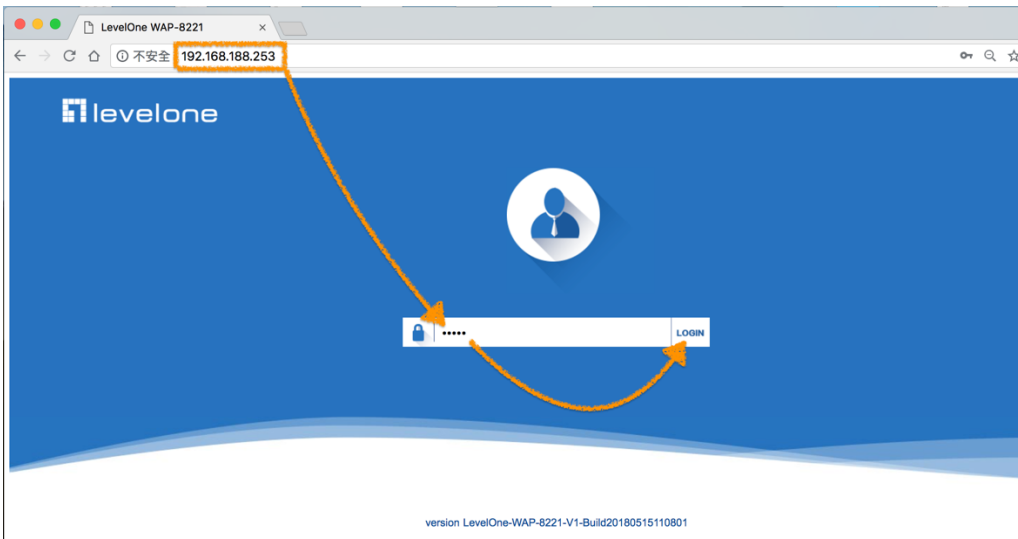 LevelOne WAP-8221
不安全 192.168.188.253
levelone
••••• LOGIN
version LevelOne-WAP-8221-V1-Build20180515110801